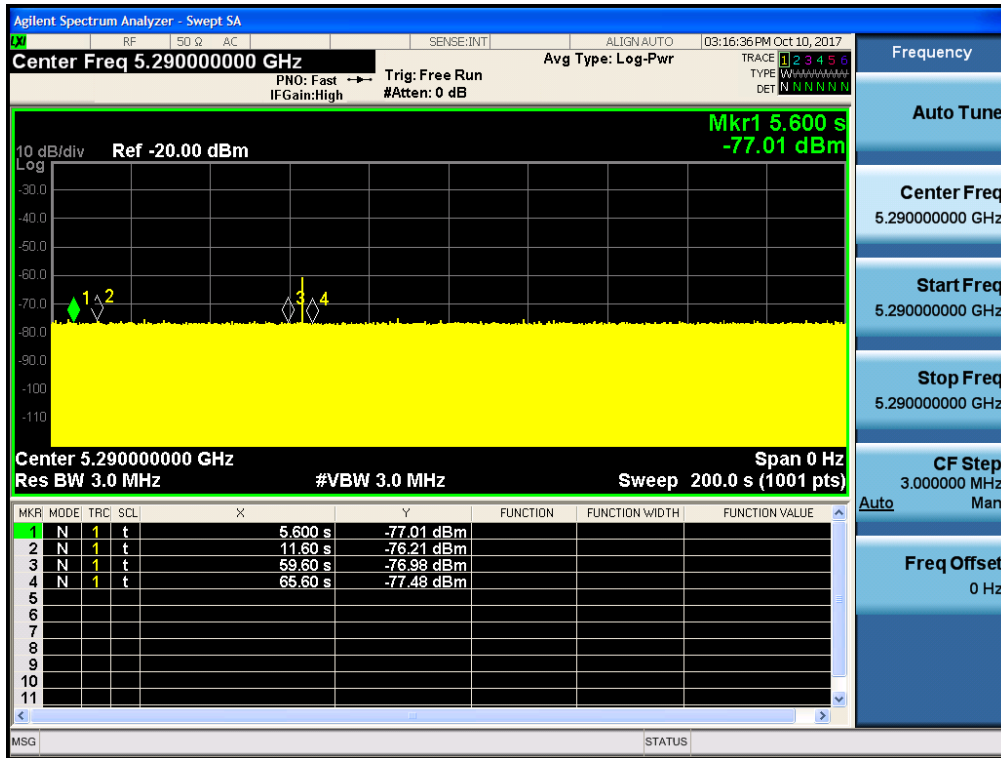 Agilent Spectrum Analyzer - Swept SA
LXI RF 50 Ω AC SENSE:INT ALIGNAUTO 03:16:36 PM Oct 10, 2017
Center Freq 5.290000000 GHz
PNO: Fast
IFGain:High
Trig: Free Run
#Atten: 0 dB
Avg Type: Log-Pwr
TRACE 1 2 3 4 5 6
TYPE W
DET N N N N N N
Mkr1 5.600 s
-77.01 dBm
10 dB/div Ref -20.00 dBm
Log
-30.0
-40.0
-50.0
-60.0
-70.0
-80.0
-90.0
-100
-110
1 2 3 4
Center 5.290000000 GHz Span 0 Hz
Res BW 3.0 MHz #VBW 3.0 MHz Sweep 200.0 s (1001 pts)
MKR MODE TRC SCL X Y FUNCTION FUNCTION WIDTH FUNCTION VALUE
1 N 1 t 5.600 s -77.01 dBm
2 N 1 t 11.60 s -76.21 dBm
3 N 1 t 59.60 s -76.98 dBm
4 N 1 t 65.60 s -77.48 dBm
5
6
7
8
9
10
11
MSG STATUS
Frequency
Auto Tune
Center Freq
5.290000000 GHz
Start Freq
5.290000000 GHz
Stop Freq
5.290000000 GHz
CF Step
3.000000 MHz
Auto Man
Freq Offset
0 Hz